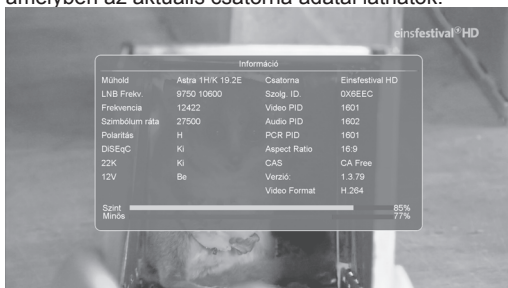 amelyben az aktuális csatorna adatai láthatók.
einsfestival HD
Információ
Műhold Astra 1H/K 19.2E Csatorna Einsfestival HD
LNB Frekv. 9750 10600 Szolg. ID. 0X6EEC
Frekvencia 12422 Video PID 1601
Szimbólum ráta 27500 Audio PID 1602
Polaritás H PCR PID 1601
DiSEqC Ki Aspect Ratio 16:9
22K Ki CAS CA Free
12V Be Verzió: 1.3.79
Video Format H.264
Szint 85%
Minős 77%